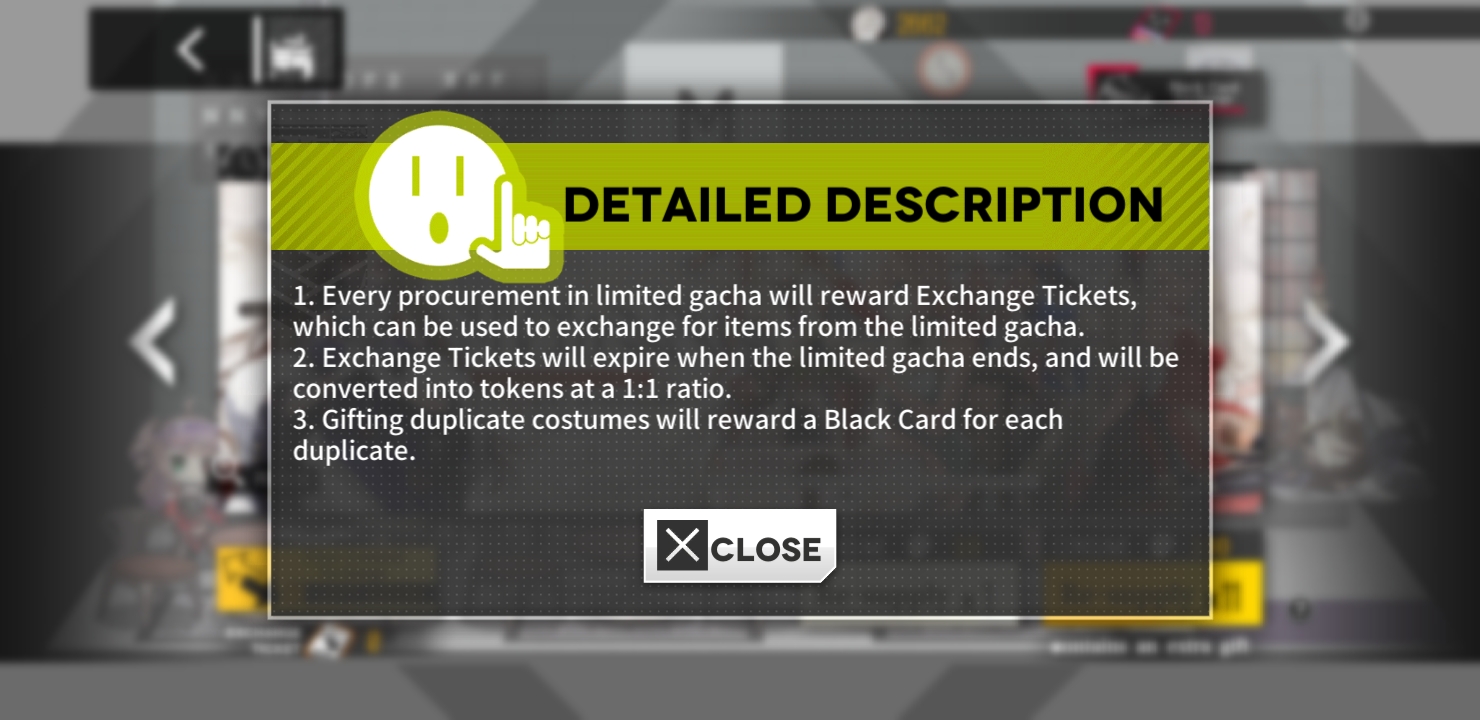 DETAILED DESCRIPTION
1. Every procurement in limited gacha will reward Exchange Tickets,
which can be used to exchange for items from the limited gacha.
2. Exchange Tickets will expire when the limited gacha ends, and will be
converted into tokens at a 1:1 ratio.
3. Gifting duplicate costumes will reward a Black Card for each
duplicate.
CLOSE